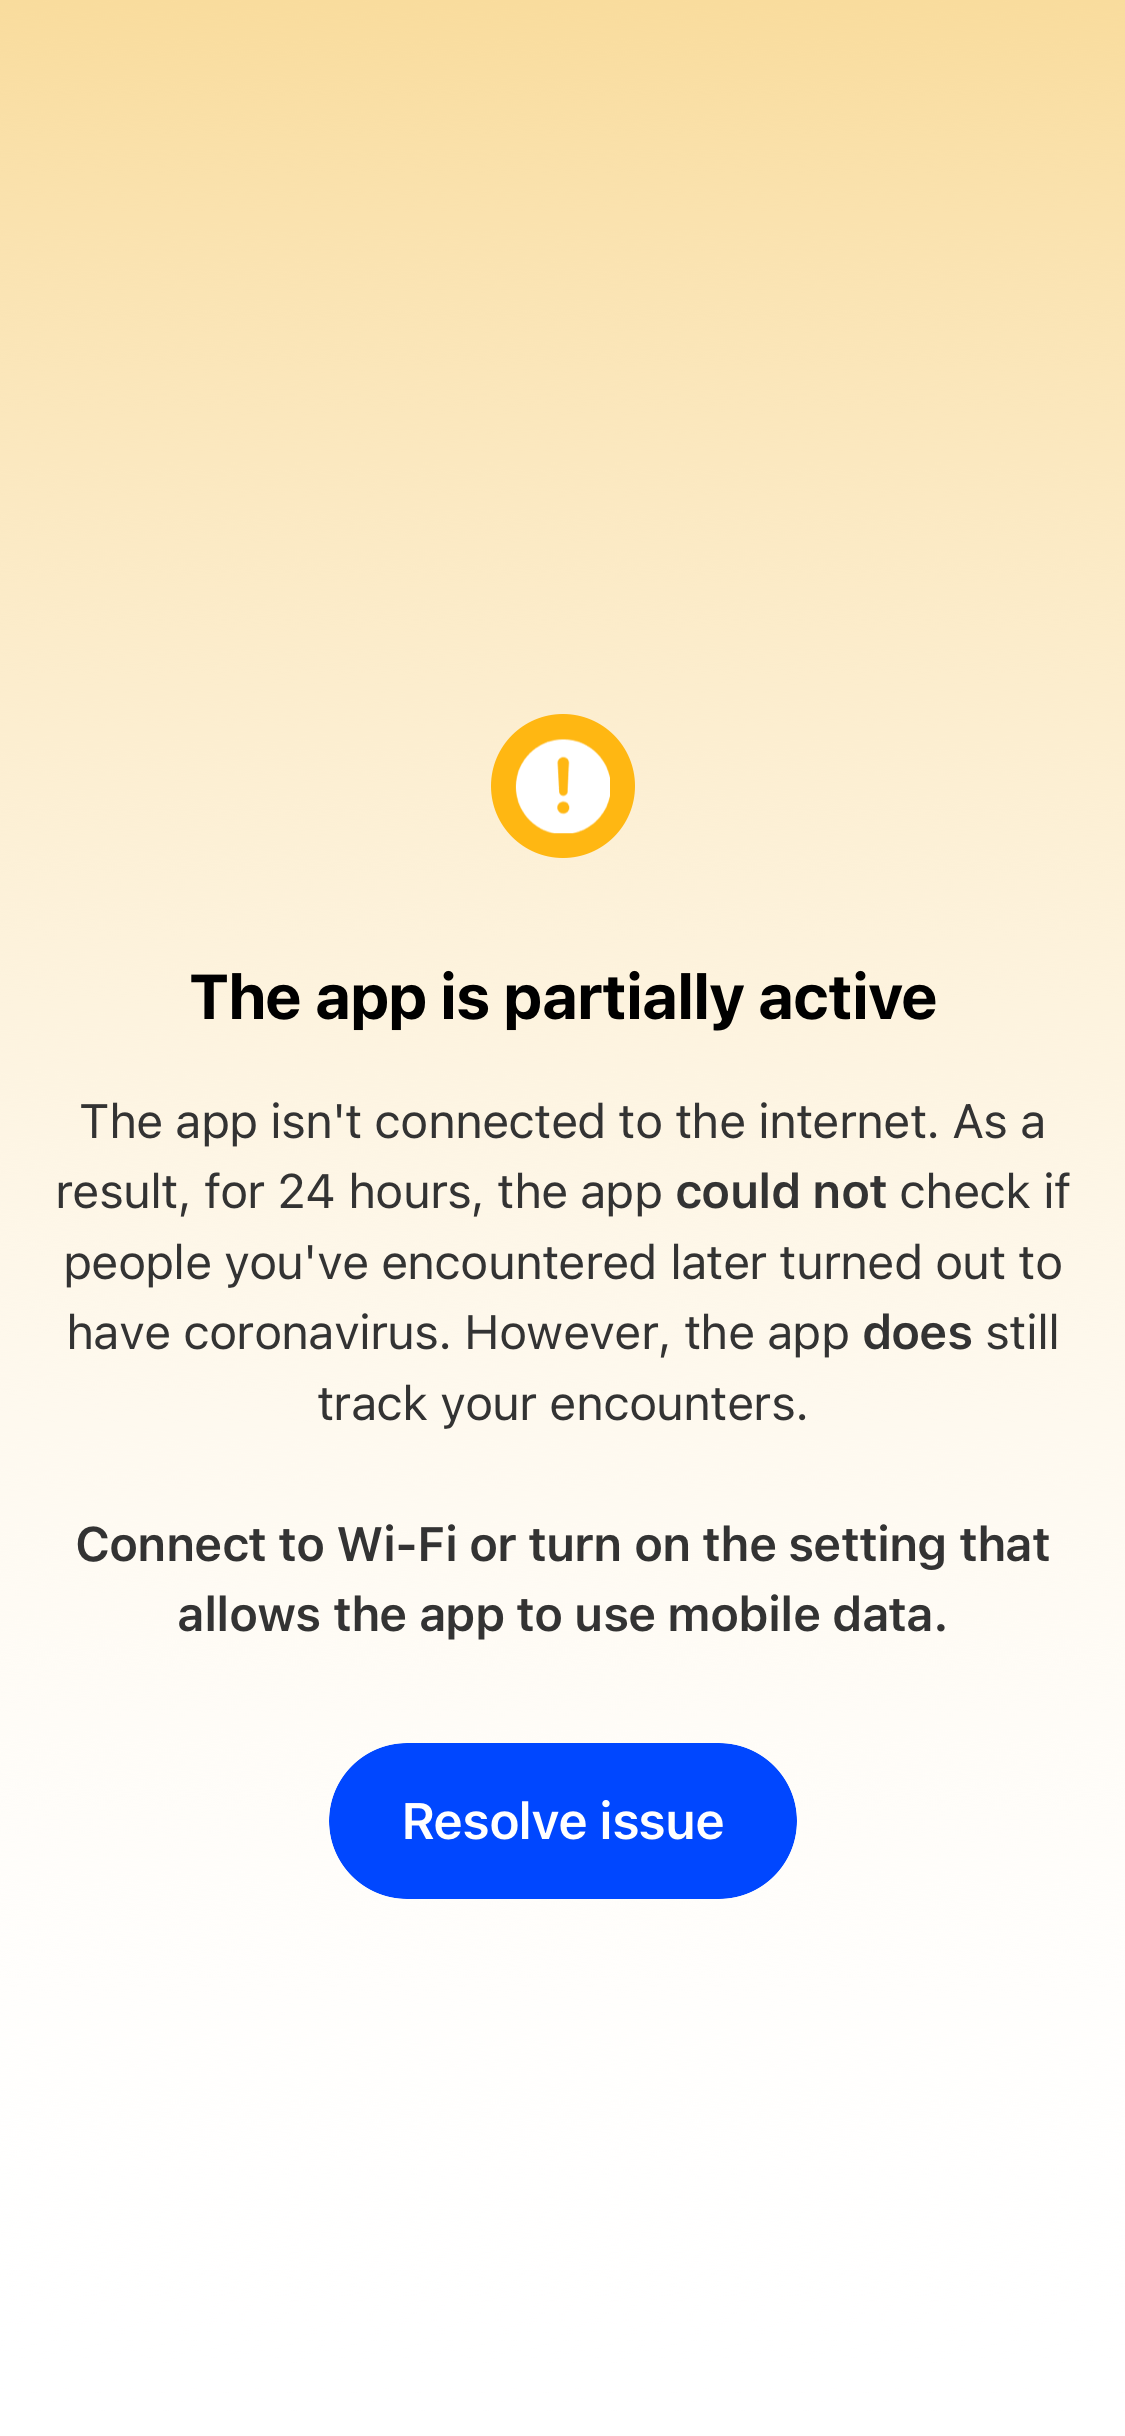 The app is partially active
The app isn't connected to the internet. As a
result, for 24 hours, the app could not check if
people you've encountered later turned out to
have coronavirus. However, the app does still
track your encounters.
Connect to Wi-Fi or turn on the setting that
allows the app to use mobile data.
Resolve issue